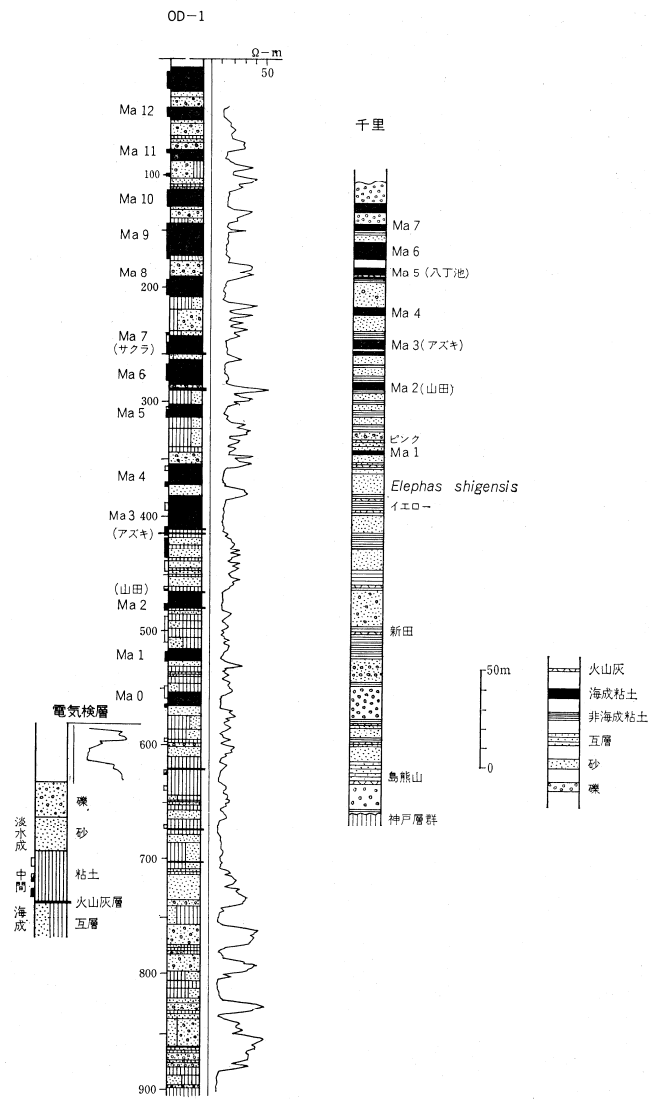 OD-1
Ω-m
50
Ma 12
Ma 11
100
Ma 10
Ma 9
Ma 8
200
Ma 7
(サクラ)
Ma 6
300
Ma 5
Ma 4
Ma 3 400
(アズキ)
(山田)
Ma 2
500
Ma 1
Ma 0
600
700
800
900
千里
Ma 7
Ma 6
Ma 5 (八丁池)
Ma 4
Ma 3 (アズキ)
Ma 2 (山田)
ピンク
Ma 1
Elephas shigensis
イエロー
新田
島熊山
神戸層群
電気検層
礫
砂
粘土
火山灰層
互層
淡水成
中間
海成
50m
0
火山灰
海成粘土
非海成粘土
互層
砂
礫